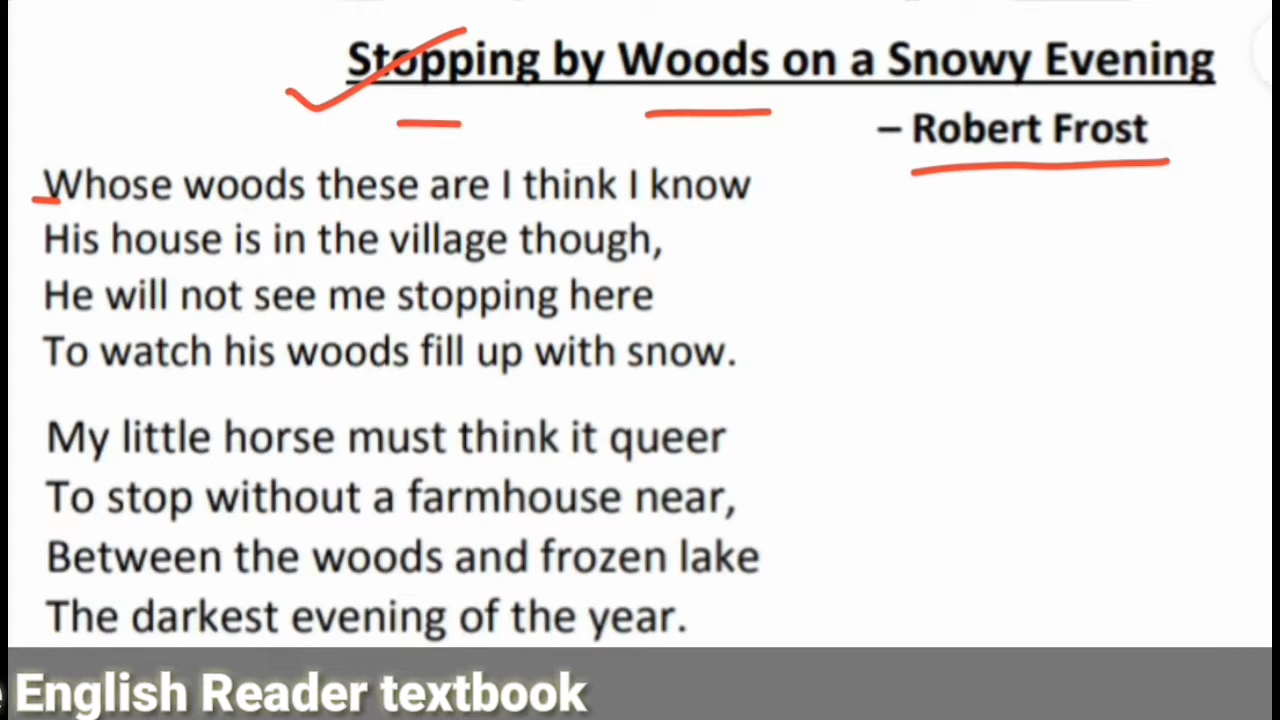 Stopping by Woods on a Snowy Evening
– Robert Frost
Whose woods these are I think I know
His house is in the village though,
He will not see me stopping here
To watch his woods fill up with snow.
My little horse must think it queer
To stop without a farmhouse near,
Between the woods and frozen lake
The darkest evening of the year.
English Reader textbook